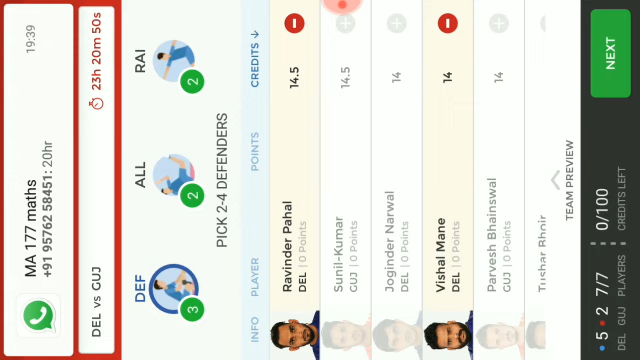 19:39
MA 177 maths
+91 95762 58451: 20hr
DEL vs GUJ
23h 20m 50s
DEF
3
ALL
2
RAI
2
PICK 2-4 DEFENDERS
INFO PLAYER POINTS CREDITS ↓
Ravinder Pahal
DEL | 0 Points
14.5
Sunil-Kumar
GUJ | 0 Points
14.5
Joginder Narwal
DEL | 0 Points
14
Vishal Mane
DEL | 0 Points
14
Parvesh Bhainswal
GUJ | 0 Points
14
Tushar Bhoir
TEAM PREVIEW
5 2 7/7 0/100
DEL GUJ PLAYERS CREDITS LEFT
NEXT